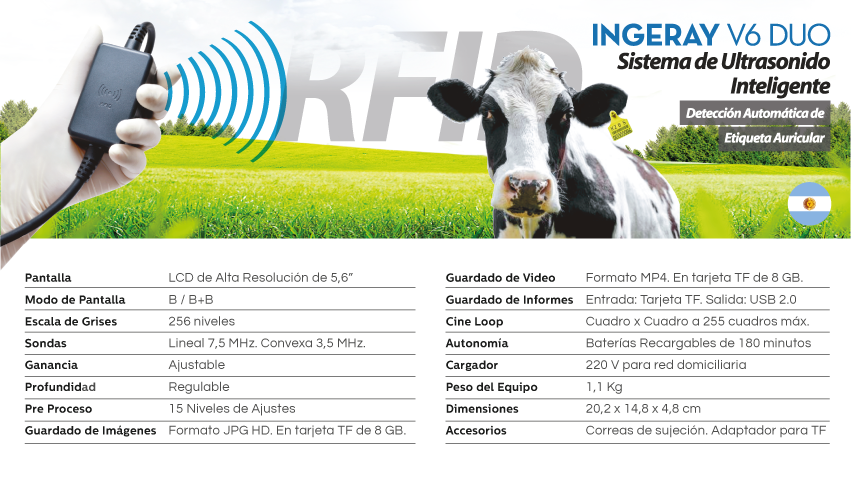 INGERAY V6 DUO
Sistema de Ultrasonido
Inteligente
Detección Automática de
Etiqueta Auricular
RFID
Pantalla LCD de Alta Resolución de 5,6”
Modo de Pantalla B / B+B
Escala de Grises 256 niveles
Sondas Lineal 7,5 MHz. Convexa 3,5 MHz.
Ganancia Ajustable
Profundidad Regulable
Pre Proceso 15 Niveles de Ajustes
Guardado de Imágenes Formato JPG HD. En tarjeta TF de 8 GB.
Guardado de Video Formato MP4. En tarjeta TF de 8 GB.
Guardado de Informes Entrada: Tarjeta TF. Salida: USB 2.0
Cine Loop Cuadro x Cuadro a 255 cuadros máx.
Autonomía Baterías Recargables de 180 minutos
Cargador 220 V para red domiciliaria
Peso del Equipo 1,1 Kg
Dimensiones 20,2 x 14,8 x 4,8 cm
Accesorios Correas de sujeción. Adaptador para TF